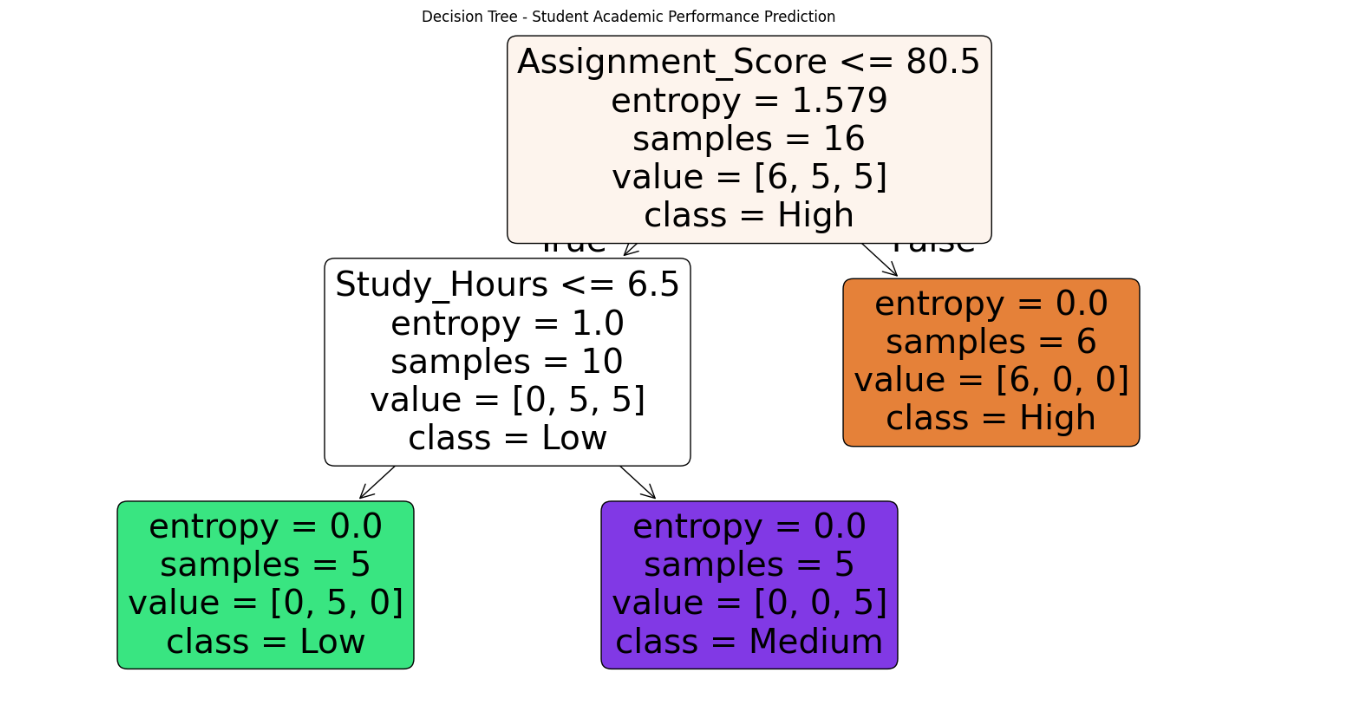 Decision Tree - Student Academic Performance Prediction
Assignment_Score <= 80.5
entropy = 1.579
samples = 16
value = [6, 5, 5]
class = High
True
False
Study_Hours <= 6.5
entropy = 1.0
samples = 10
value = [0, 5, 5]
class = Low
entropy = 0.0
samples = 6
value = [6, 0, 0]
class = High
entropy = 0.0
samples = 5
value = [0, 5, 0]
class = Low
entropy = 0.0
samples = 5
value = [0, 0, 5]
class = Medium